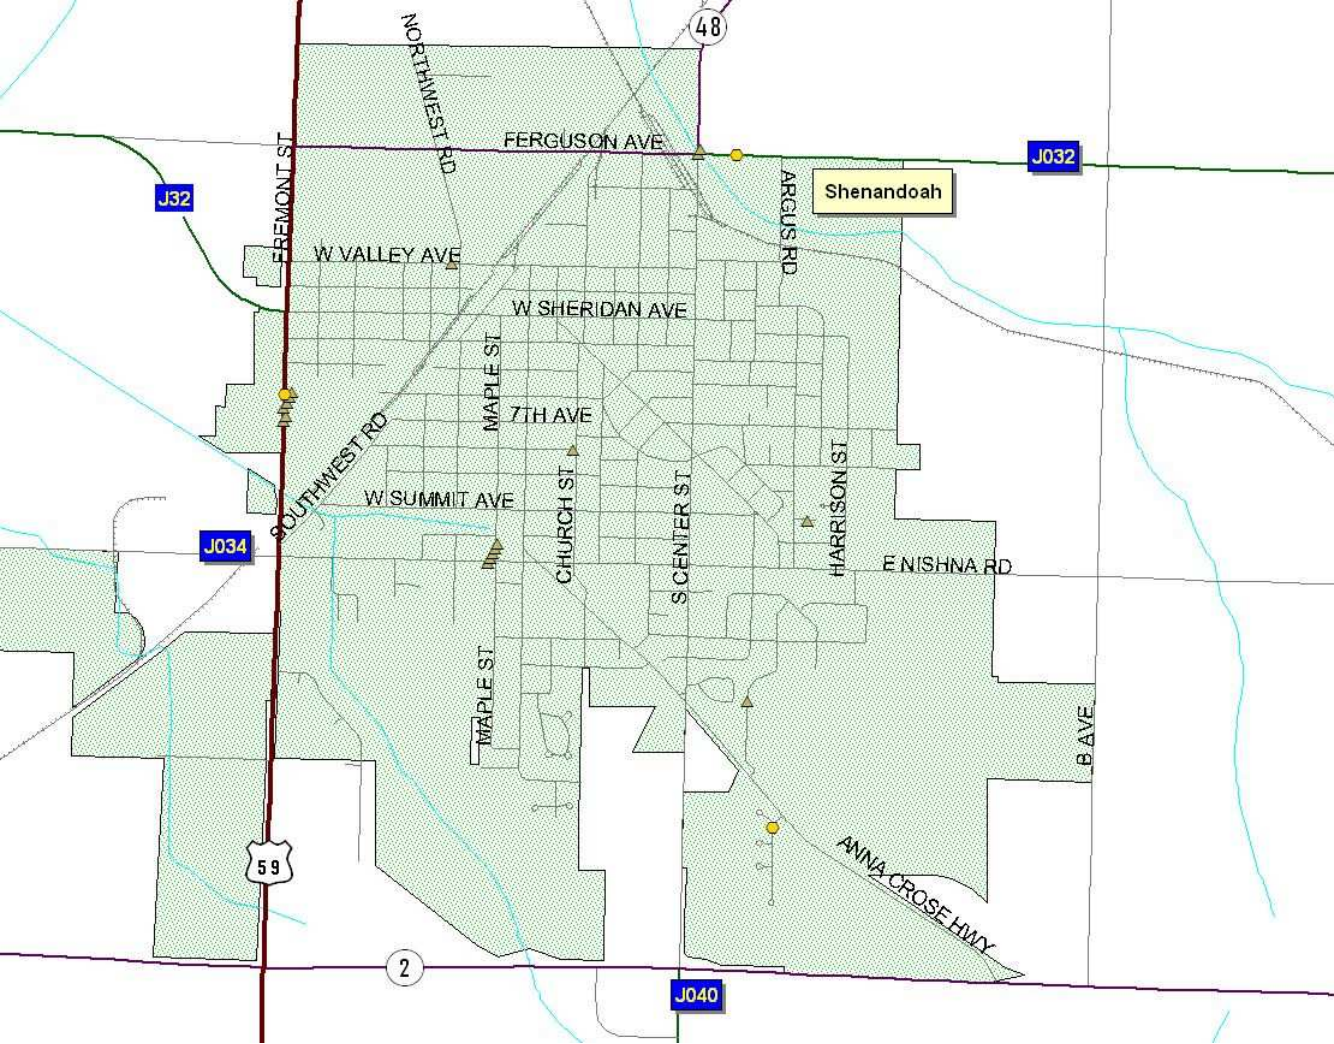 48
NORTHWEST RD
FERGUSON AVE
J032
FREMONT ST
J32
ARGUS RD
Shenandoah
W VALLEY AVE
W SHERIDAN AVE
MAPLE ST
7TH AVE
SOUTHWEST RD
W SUMMIT AVE
CHURCH ST
S CENTER ST
HARRISON ST
J034
E NISHNA RD
MAPLE ST
B AVE
59
ANNA CROSE HWY
2
J040